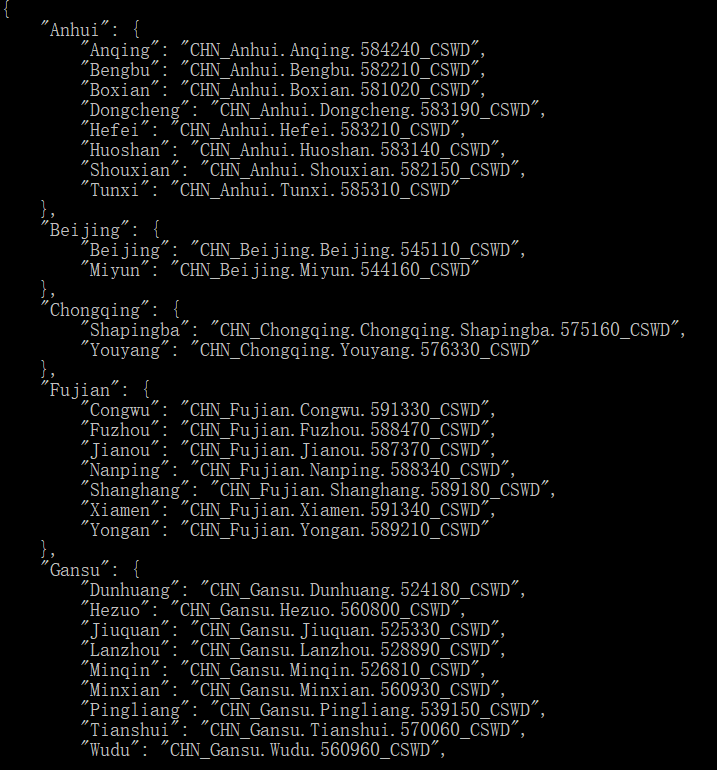 {
    "Anhui": {
        "Anqing": "CHN_Anhui.Anqing.584240_CSWD",
        "Bengbu": "CHN_Anhui.Bengbu.582210_CSWD",
        "Boxian": "CHN_Anhui.Boxian.581020_CSWD",
        "Dongcheng": "CHN_Anhui.Dongcheng.583190_CSWD",
        "Hefei": "CHN_Anhui.Hefei.583210_CSWD",
        "Huoshan": "CHN_Anhui.Huoshan.583140_CSWD",
        "Shouxian": "CHN_Anhui.Shouxian.582150_CSWD",
        "Tunxi": "CHN_Anhui.Tunxi.585310_CSWD"
    },
    "Beijing": {
        "Beijing": "CHN_Beijing.Beijing.545110_CSWD",
        "Miyun": "CHN_Beijing.Miyun.544160_CSWD"
    },
    "Chongqing": {
        "Shapingba": "CHN_Chongqing.Chongqing.Shapingba.575160_CSWD",
        "Youyang": "CHN_Chongqing.Youyang.576330_CSWD"
    },
    "Fujian": {
        "Congwu": "CHN_Fujian.Congwu.591330_CSWD",
        "Fuzhou": "CHN_Fujian.Fuzhou.588470_CSWD",
        "Jianou": "CHN_Fujian.Jianou.587370_CSWD",
        "Nanping": "CHN_Fujian.Nanping.588340_CSWD",
        "Shanghang": "CHN_Fujian.Shanghang.589180_CSWD",
        "Xiamen": "CHN_Fujian.Xiamen.591340_CSWD",
        "Yongan": "CHN_Fujian.Yongan.589210_CSWD"
    },
    "Gansu": {
        "Dunhuang": "CHN_Gansu.Dunhuang.524180_CSWD",
        "Hezuo": "CHN_Gansu.Hezuo.560800_CSWD",
        "Jiuquan": "CHN_Gansu.Jiuquan.525330_CSWD",
        "Lanzhou": "CHN_Gansu.Lanzhou.528890_CSWD",
        "Minqin": "CHN_Gansu.Minqin.526810_CSWD",
        "Minxian": "CHN_Gansu.Minxian.560930_CSWD",
        "Pingliang": "CHN_Gansu.Pingliang.539150_CSWD",
        "Tianshui": "CHN_Gansu.Tianshui.570060_CSWD",
        "Wudu": "CHN_Gansu.Wudu.560960_CSWD",